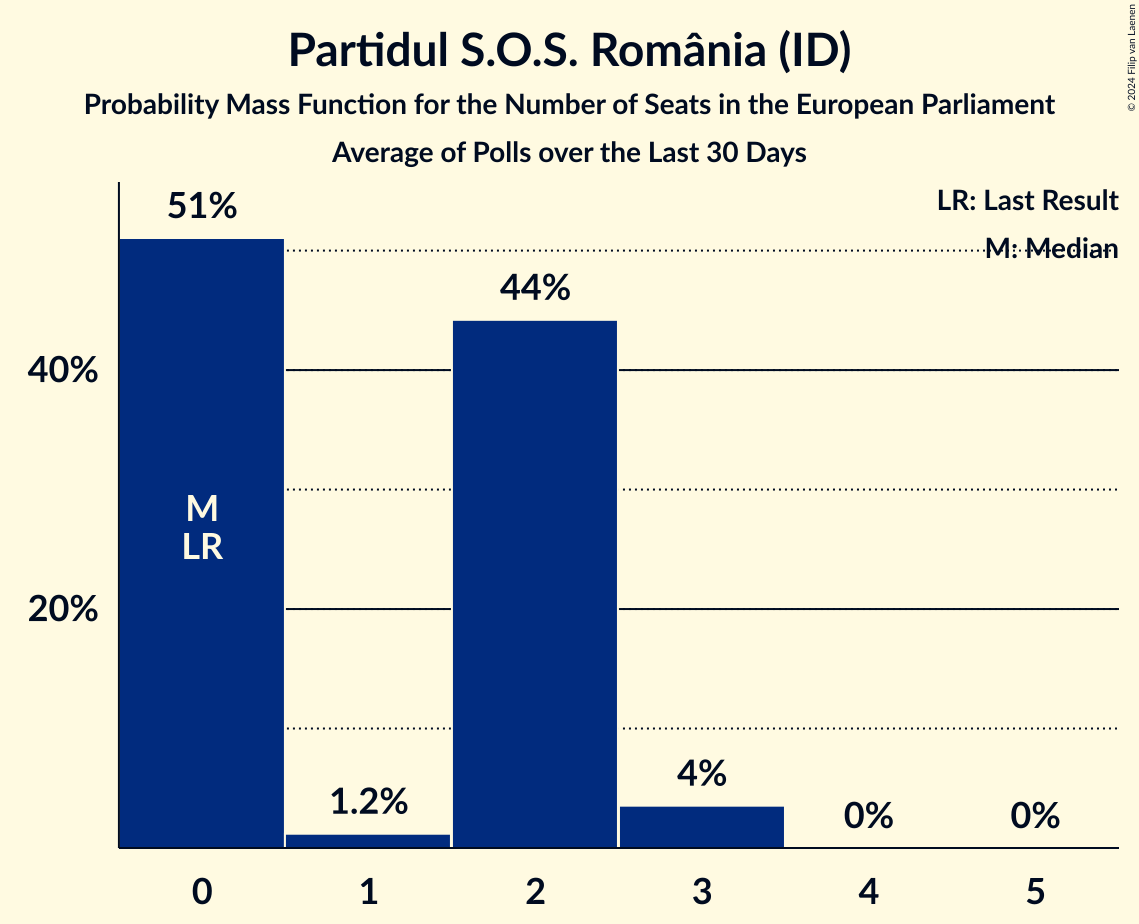 Partidul S.O.S. România (ID)
Probability Mass Function for the Number of Seats in the European Parliament
Average of Polls over the Last 30 Days
© 2024 Filip van Laenen
LR: Last Result
M: Median
51%
44%
40%
M
LR
20%
4%
1.2%
0%
0%
0
1
2
3
4
5